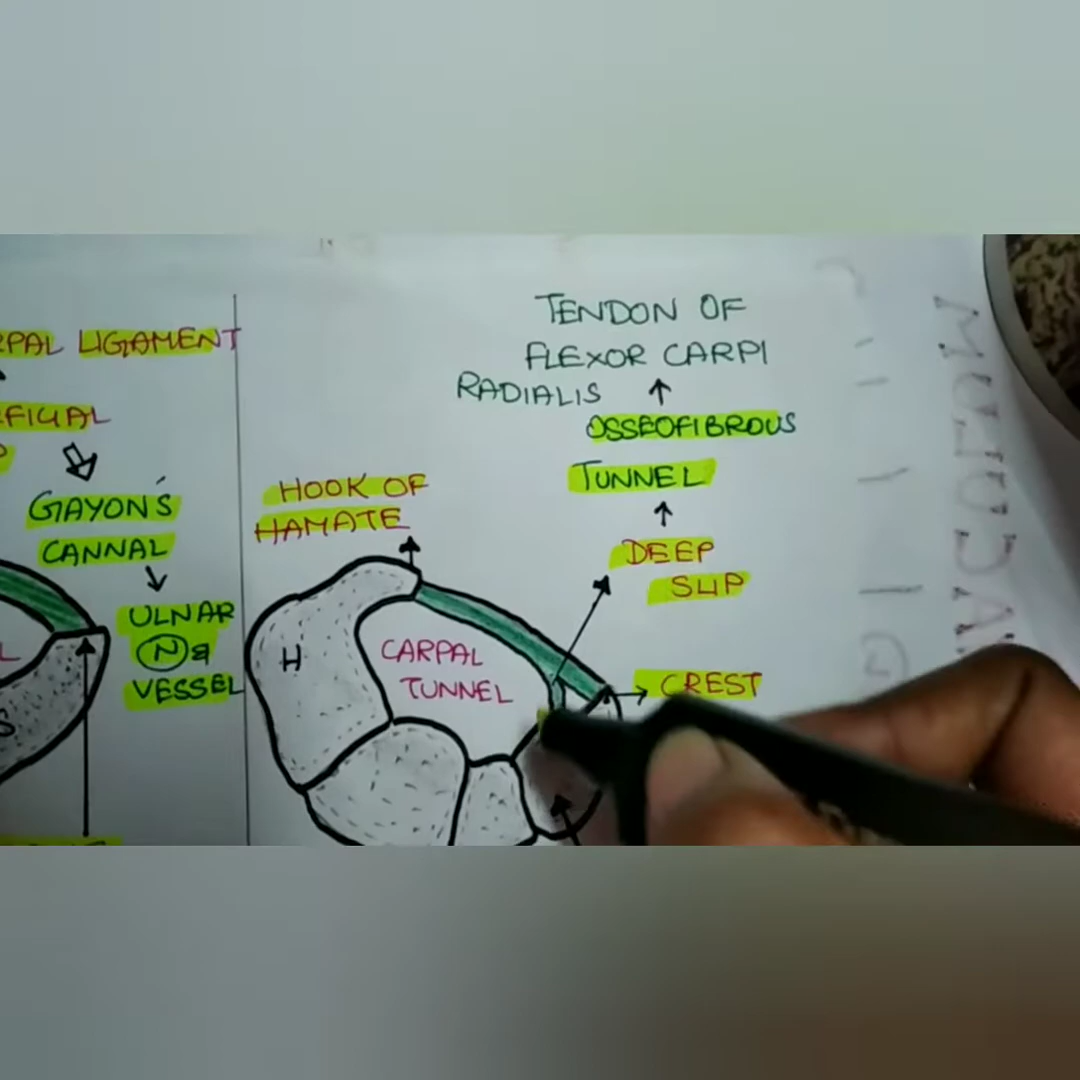 RPAL LIGAMENT
EFICIAL
P
GAYON'S
CANNAL
ULNAR
N &
VESSEL
L
S
TENDON OF
FLEXOR CARPI
RADIALIS
OSSEOFIBROUS
TUNNEL
DEEP
SLIP
HOOK OF
HAMATE
CARPAL
TUNNEL
H
CREST